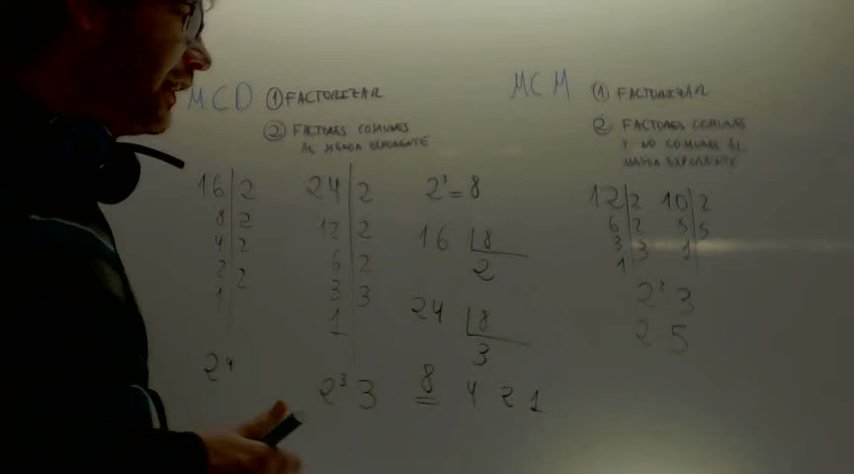 MCD ① FACTORIZAR
② FACTORES COMUNES
AL MENOR EXPONENTE
16 | 2
8 | 2
4 | 2
2 | 2
1
2⁴
24 | 2
12 | 2
6 | 2
3 | 3
1
2³ 3
2³ = 8
16 |8
2
24 |8
3
8 4 2 1
MCM ① FACTORIZAR
② FACTORES COMUNES
Y NO COMUNES AL
MAYOR EXPONENTE
12 | 2
6 | 2
3 | 3
1
10 | 2
5 | 5
1
2² · 3
2 · 5